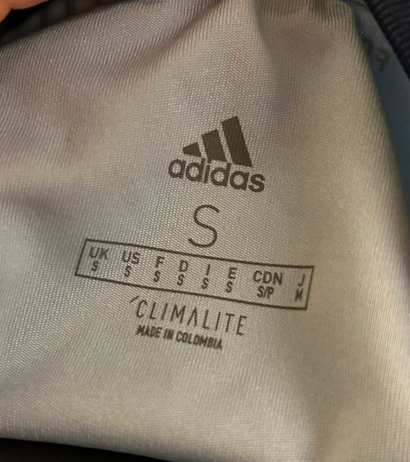 adidas
S
UK US F D I E CDN J
S S S S S S S/P M
CLIMALITE
MADE IN COLOMBIA